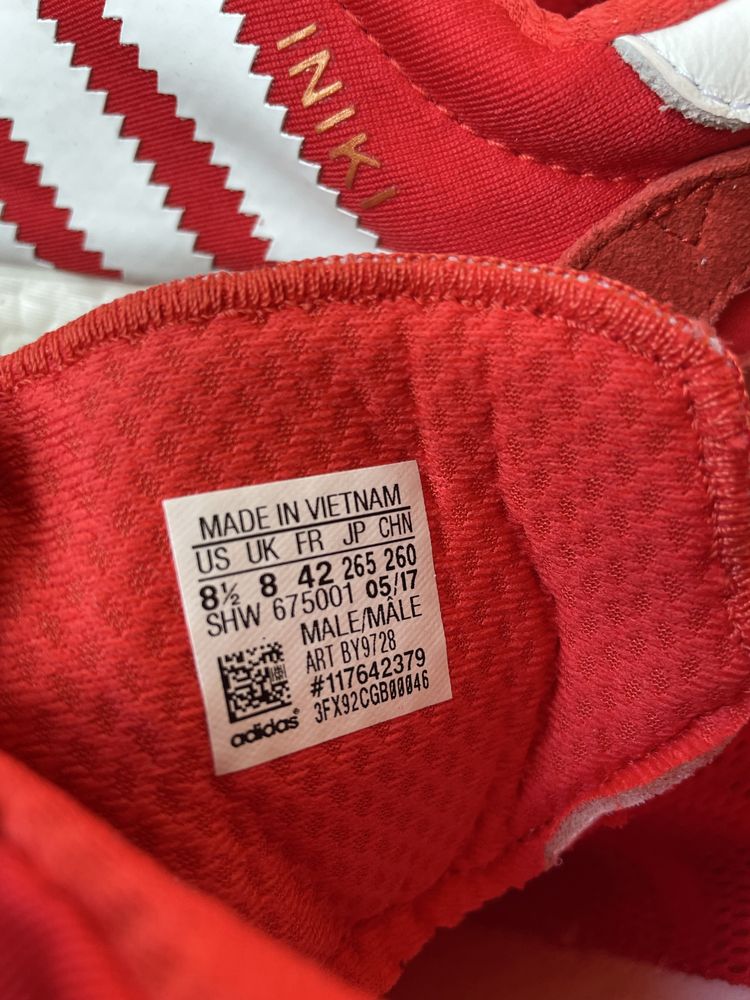 INIKI
MADE IN VIETNAM
US UK FR JP CHN
8½ 8 42 265 260
SHW 675001 05/17
MALE/MÂLE
ART BY9728
#117642379
3FX92CGB00046
adidas®